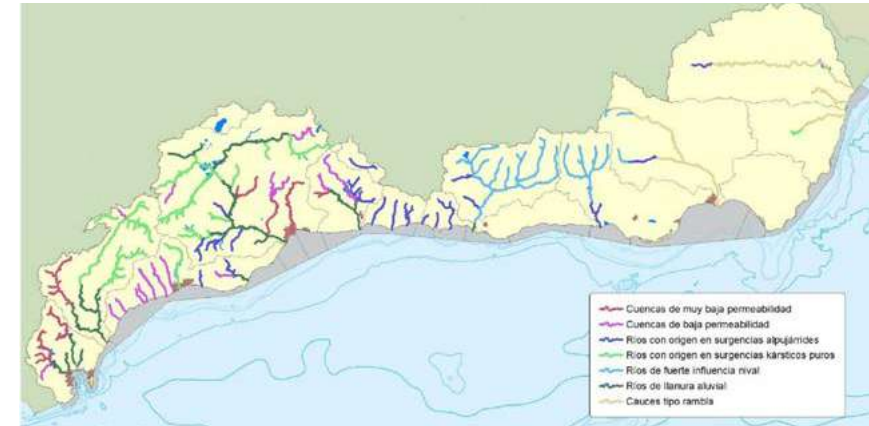 Cuencas de muy baja permeabilidad
Cuencas de baja permeabilidad
Ríos con origen en surgencias alpujárrides
Ríos con origen en surgencias kársticos puros
Ríos de fuerte influencia nival
Ríos de llanura aluvial
Cauces tipo rambla